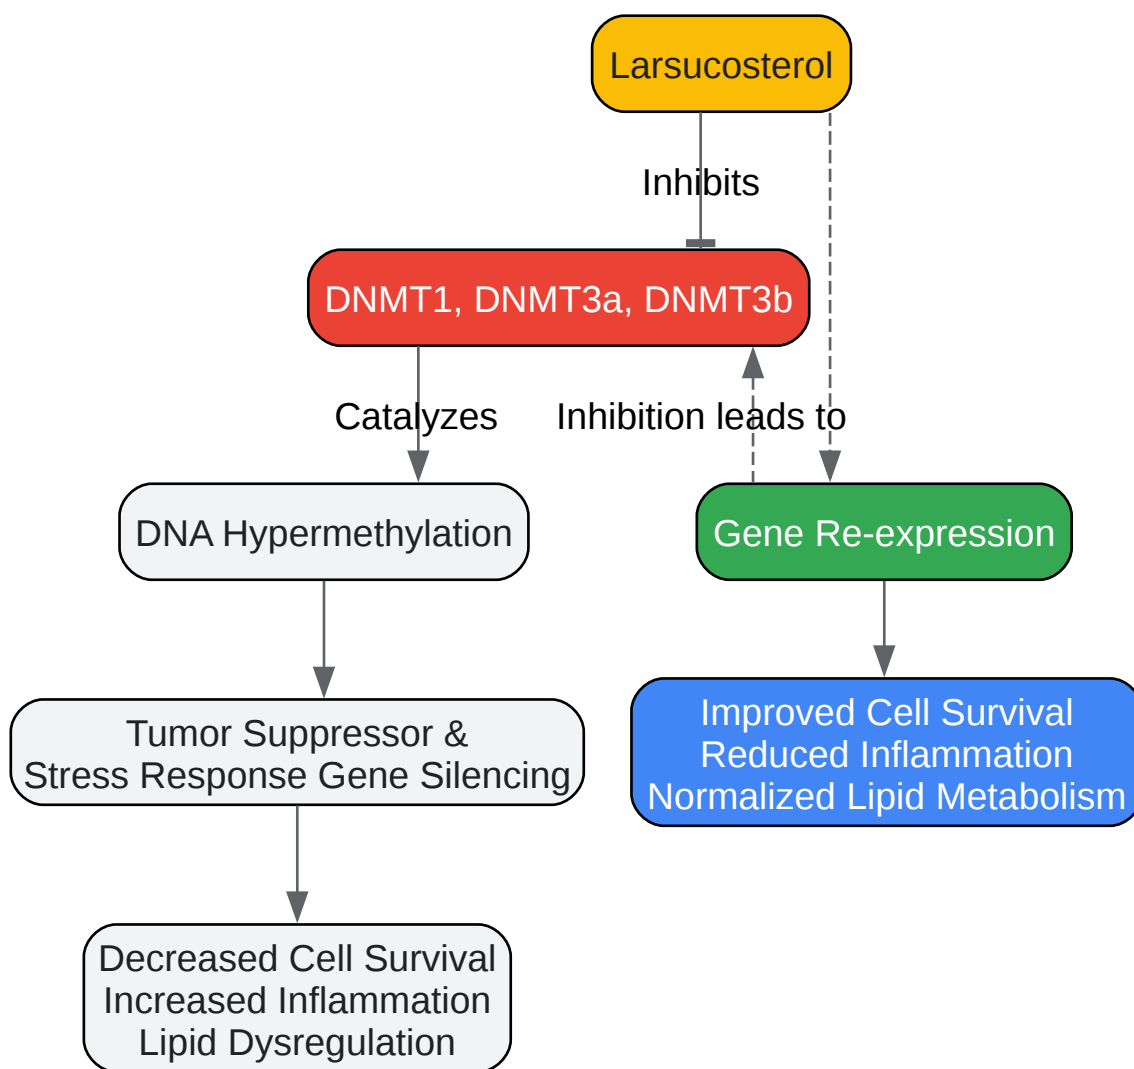 Larsucosterol
Inhibits
DNMT1, DNMT3a, DNMT3b
Catalyzes
Inhibition leads to
DNA Hypermethylation
Gene Re-expression
Tumor Suppressor &
Stress Response Gene Silencing
Improved Cell Survival
Reduced Inflammation
Normalized Lipid Metabolism
Decreased Cell Survival
Increased Inflammation
Lipid Dysregulation